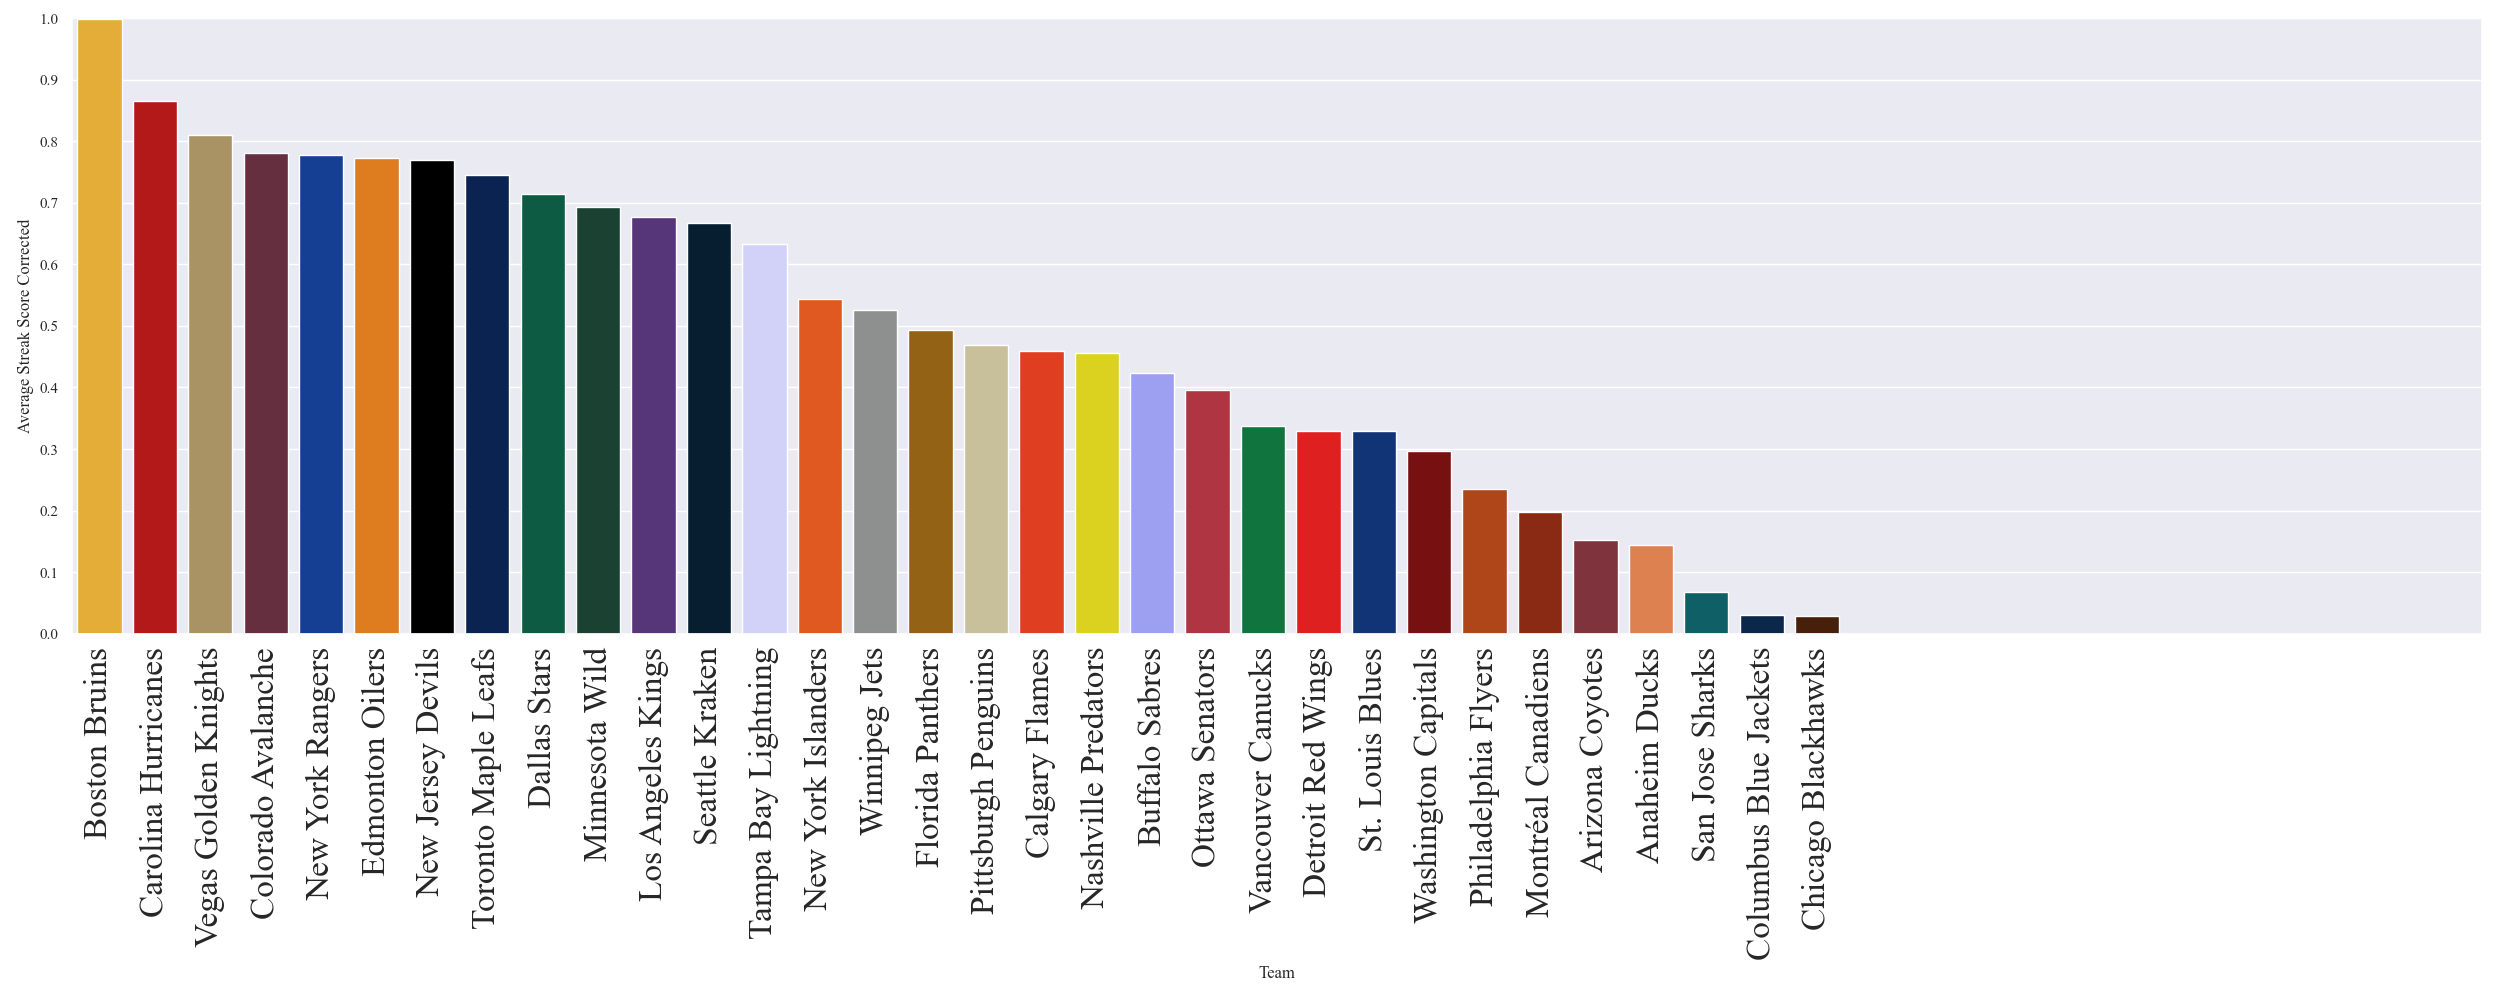 1.0
0.9
0.8
0.7
0.6
0.5
0.4
0.3
0.2
0.1
0.0
Average Streak Score Corrected
Boston Bruins
Carolina Hurricanes
Vegas Golden Knights
Colorado Avalanche
New York Rangers
Edmonton Oilers
New Jersey Devils
Toronto Maple Leafs
Dallas Stars
Minnesota Wild
Los Angeles Kings
Seattle Kraken
Tampa Bay Lightning
New York Islanders
Winnipeg Jets
Florida Panthers
Pittsburgh Penguins
Calgary Flames
Nashville Predators
Buffalo Sabres
Ottawa Senators
Vancouver Canucks
Detroit Red Wings
St. Louis Blues
Washington Capitals
Philadelphia Flyers
Montréal Canadiens
Arizona Coyotes
Anaheim Ducks
San Jose Sharks
Columbus Blue Jackets
Chicago Blackhawks
Team